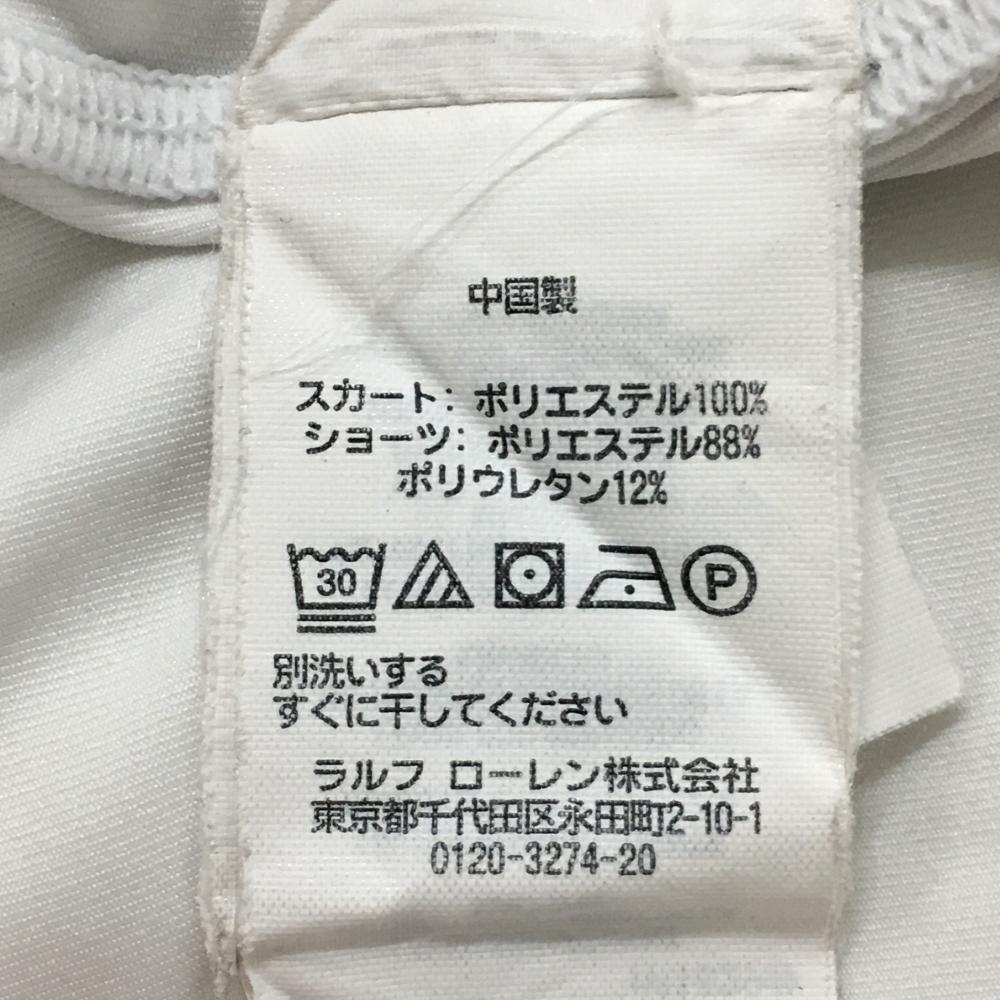 中国製
スカート: ポリエステル100%
ショーツ: ポリエステル88%
ポリウレタン12%
30 P
別洗いする
すぐに干してください
ラルフ ローレン株式会社
東京都千代田区永田町2-10-1
0120-3274-20